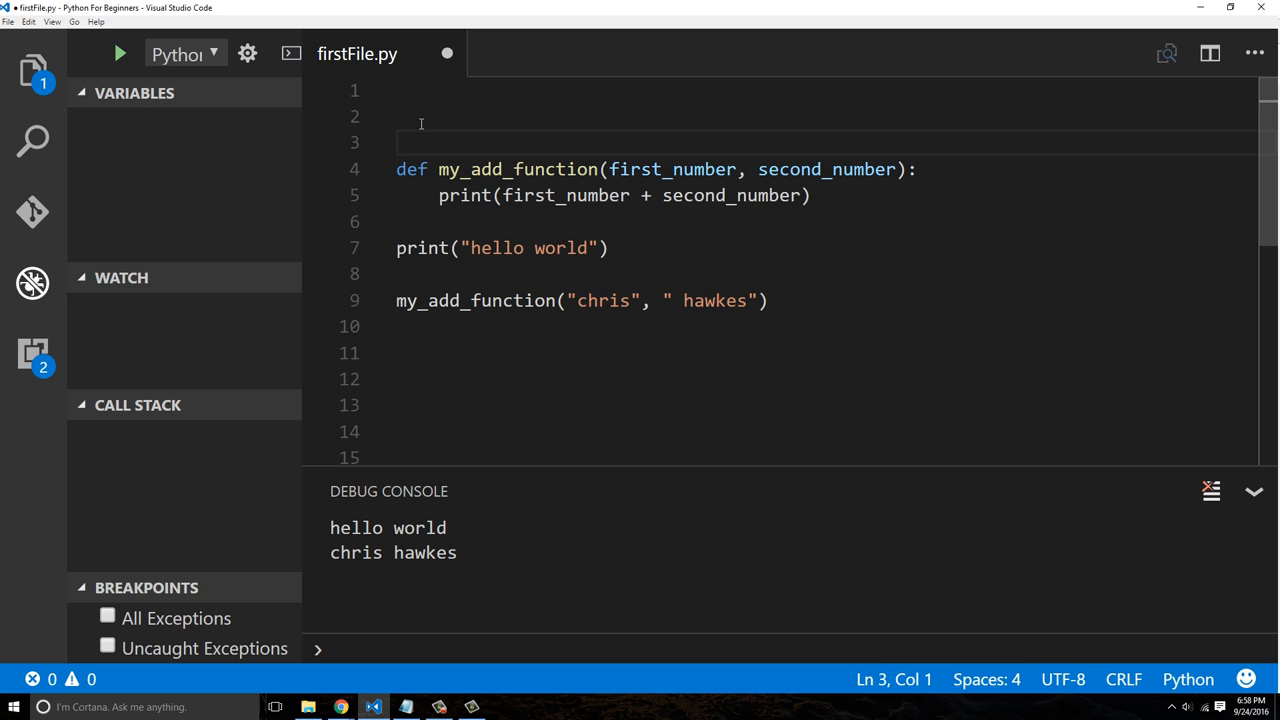 • firstFile.py - Python For Beginners - Visual Studio Code
File Edit View Go Help
Python
firstFile.py
1
VARIABLES
WATCH
CALL STACK
BREAKPOINTS
All Exceptions
Uncaught Exceptions
2
1
2
3
4 def my_add_function(first_number, second_number):
5 print(first_number + second_number)
6
7 print("hello world")
8
9 my_add_function("chris", " hawkes")
10
11
12
13
14
15
DEBUG CONSOLE
hello world
chris hawkes
0 0 Ln 3, Col 1 Spaces: 4 UTF-8 CRLF Python
I'm Cortana. Ask me anything.
6:58 PM
9/24/2016